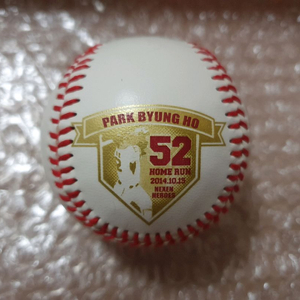 PARK BYUNG HO
52
HOME RUN
2014.10.15
NEXEN
HEROES